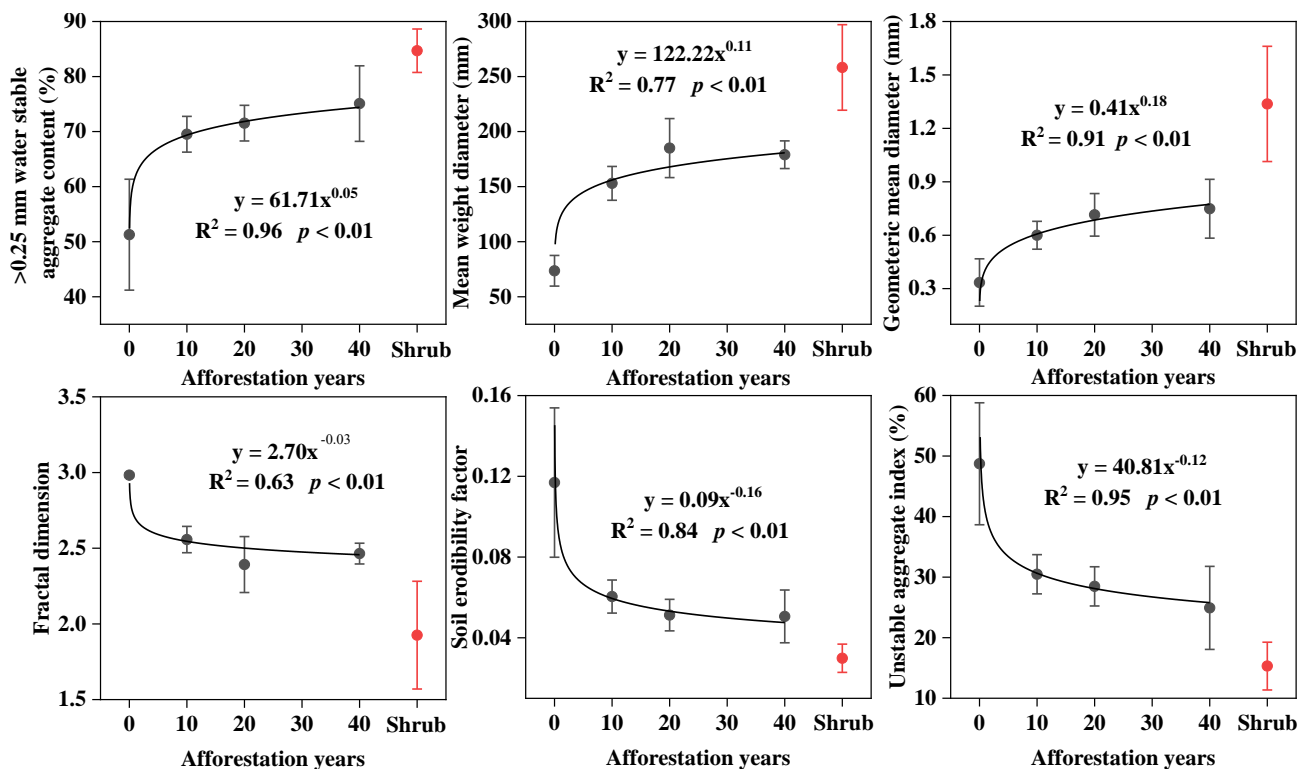 >0.25 mm water stable
aggregate content (%)
90
80
70
60
50
40
y = 61.71x^0.05
R² = 0.96 p < 0.01
0 10 20 30 40 Shrub
Afforestation years
Mean weight diameter (mm)
300
250
200
150
100
50
y = 122.22x^0.11
R² = 0.77 p < 0.01
0 10 20 30 40 Shrub
Afforestation years
Geometeric mean diameter (mm)
1.8
1.5
1.2
0.9
0.6
0.3
y = 0.41x^0.18
R² = 0.91 p < 0.01
0 10 20 30 40 Shrub
Afforestation years
Fractal dimension
3.5
3.0
2.5
2.0
1.5
y = 2.70x^-0.03
R² = 0.63 p < 0.01
0 10 20 30 40 Shrub
Afforestation years
Soil erodibility factor
0.16
0.12
0.08
0.04
y = 0.09x^-0.16
R² = 0.84 p < 0.01
0 10 20 30 40 Shrub
Afforestation years
Unstable aggregate index (%)
60
50
40
30
20
10
y = 40.81x^-0.12
R² = 0.95 p < 0.01
0 10 20 30 40 Shrub
Afforestation years